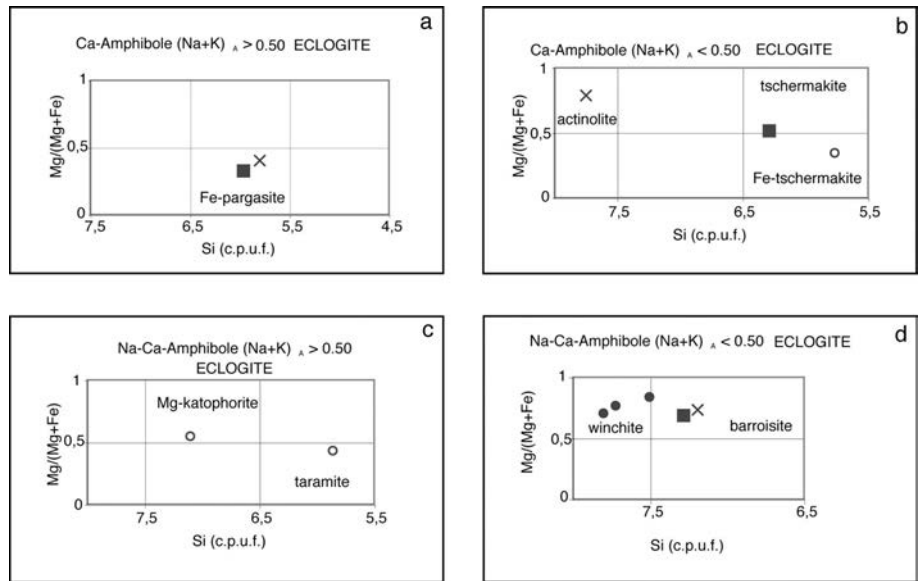 a
Ca-Amphibole (Na+K) A > 0.50 ECLOGITE
1
Mg/(Mg+Fe)
0,5
Fe-pargasite
0
7,5 6,5 5,5 4,5
Si (c.p.u.f.)
b
Ca-Amphibole (Na+K) A < 0.50 ECLOGITE
1
tschermakite
actinolite
Mg/(Mg+Fe)
0,5
Fe-tschermakite
0
7,5 6,5 5,5
Si (c.p.u.f.)
c
Na-Ca-Amphibole (Na+K) A > 0.50
ECLOGITE
1
Mg-katophorite
Mg/(Mg+Fe)
0,5
taramite
0
7,5 6,5 5,5
Si (c.p.u.f.)
d
Na-Ca-Amphibole (Na+K) A < 0.50 ECLOGITE
1
winchite barroisite
Mg/(Mg+Fe)
0,5
0
7,5 6,5
Si (c.p.u.f.)